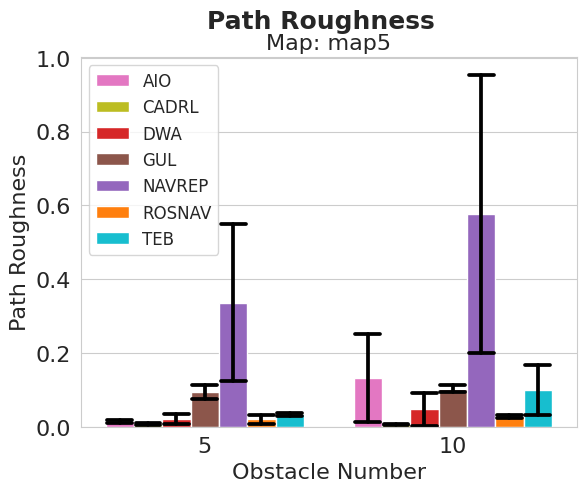 Path Roughness
Map: map5
Path Roughness
1.0
0.8
0.6
0.4
0.2
0.0
AIO
CADRL
DWA
GUL
NAVREP
ROSNAV
TEB
5
10
Obstacle Number